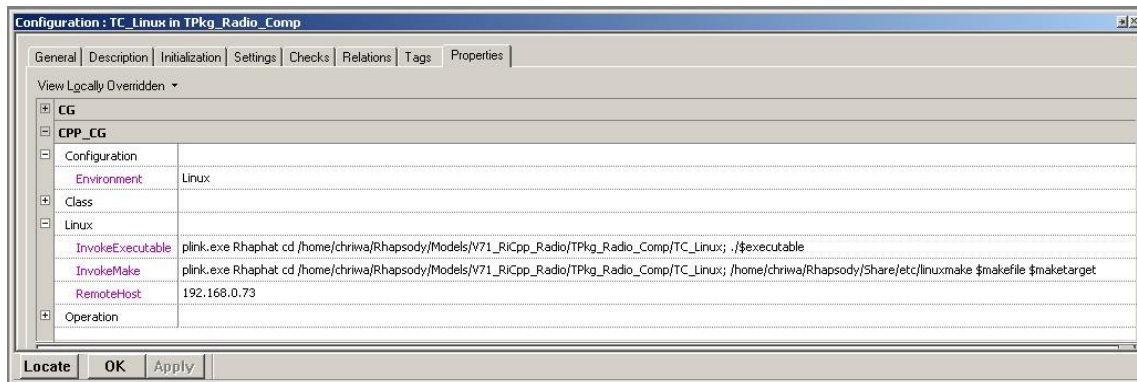 Configuration : TC_Linux in TPkg_Radio_Comp
General Description Initialization Settings Checks Relations Tags Properties
View Locally Overridden
CG
CPP_CG
Configuration
Environment Linux
Class
Linux
InvokeExecutable plink.exe Rhaphat cd /home/chriwa/Rhapsody/Models/V71_RiCpp_Radio/TPkg_Radio_Comp/TC_Linux; ./$executable
InvokeMake plink.exe Rhaphat cd /home/chriwa/Rhapsody/Models/V71_RiCpp_Radio/TPkg_Radio_Comp/TC_Linux; /home/chriwa/Rhapsody/Share/etc/linuxmake $makefile $maketarget
RemoteHost 192.168.0.73
Operation
Locate OK Apply